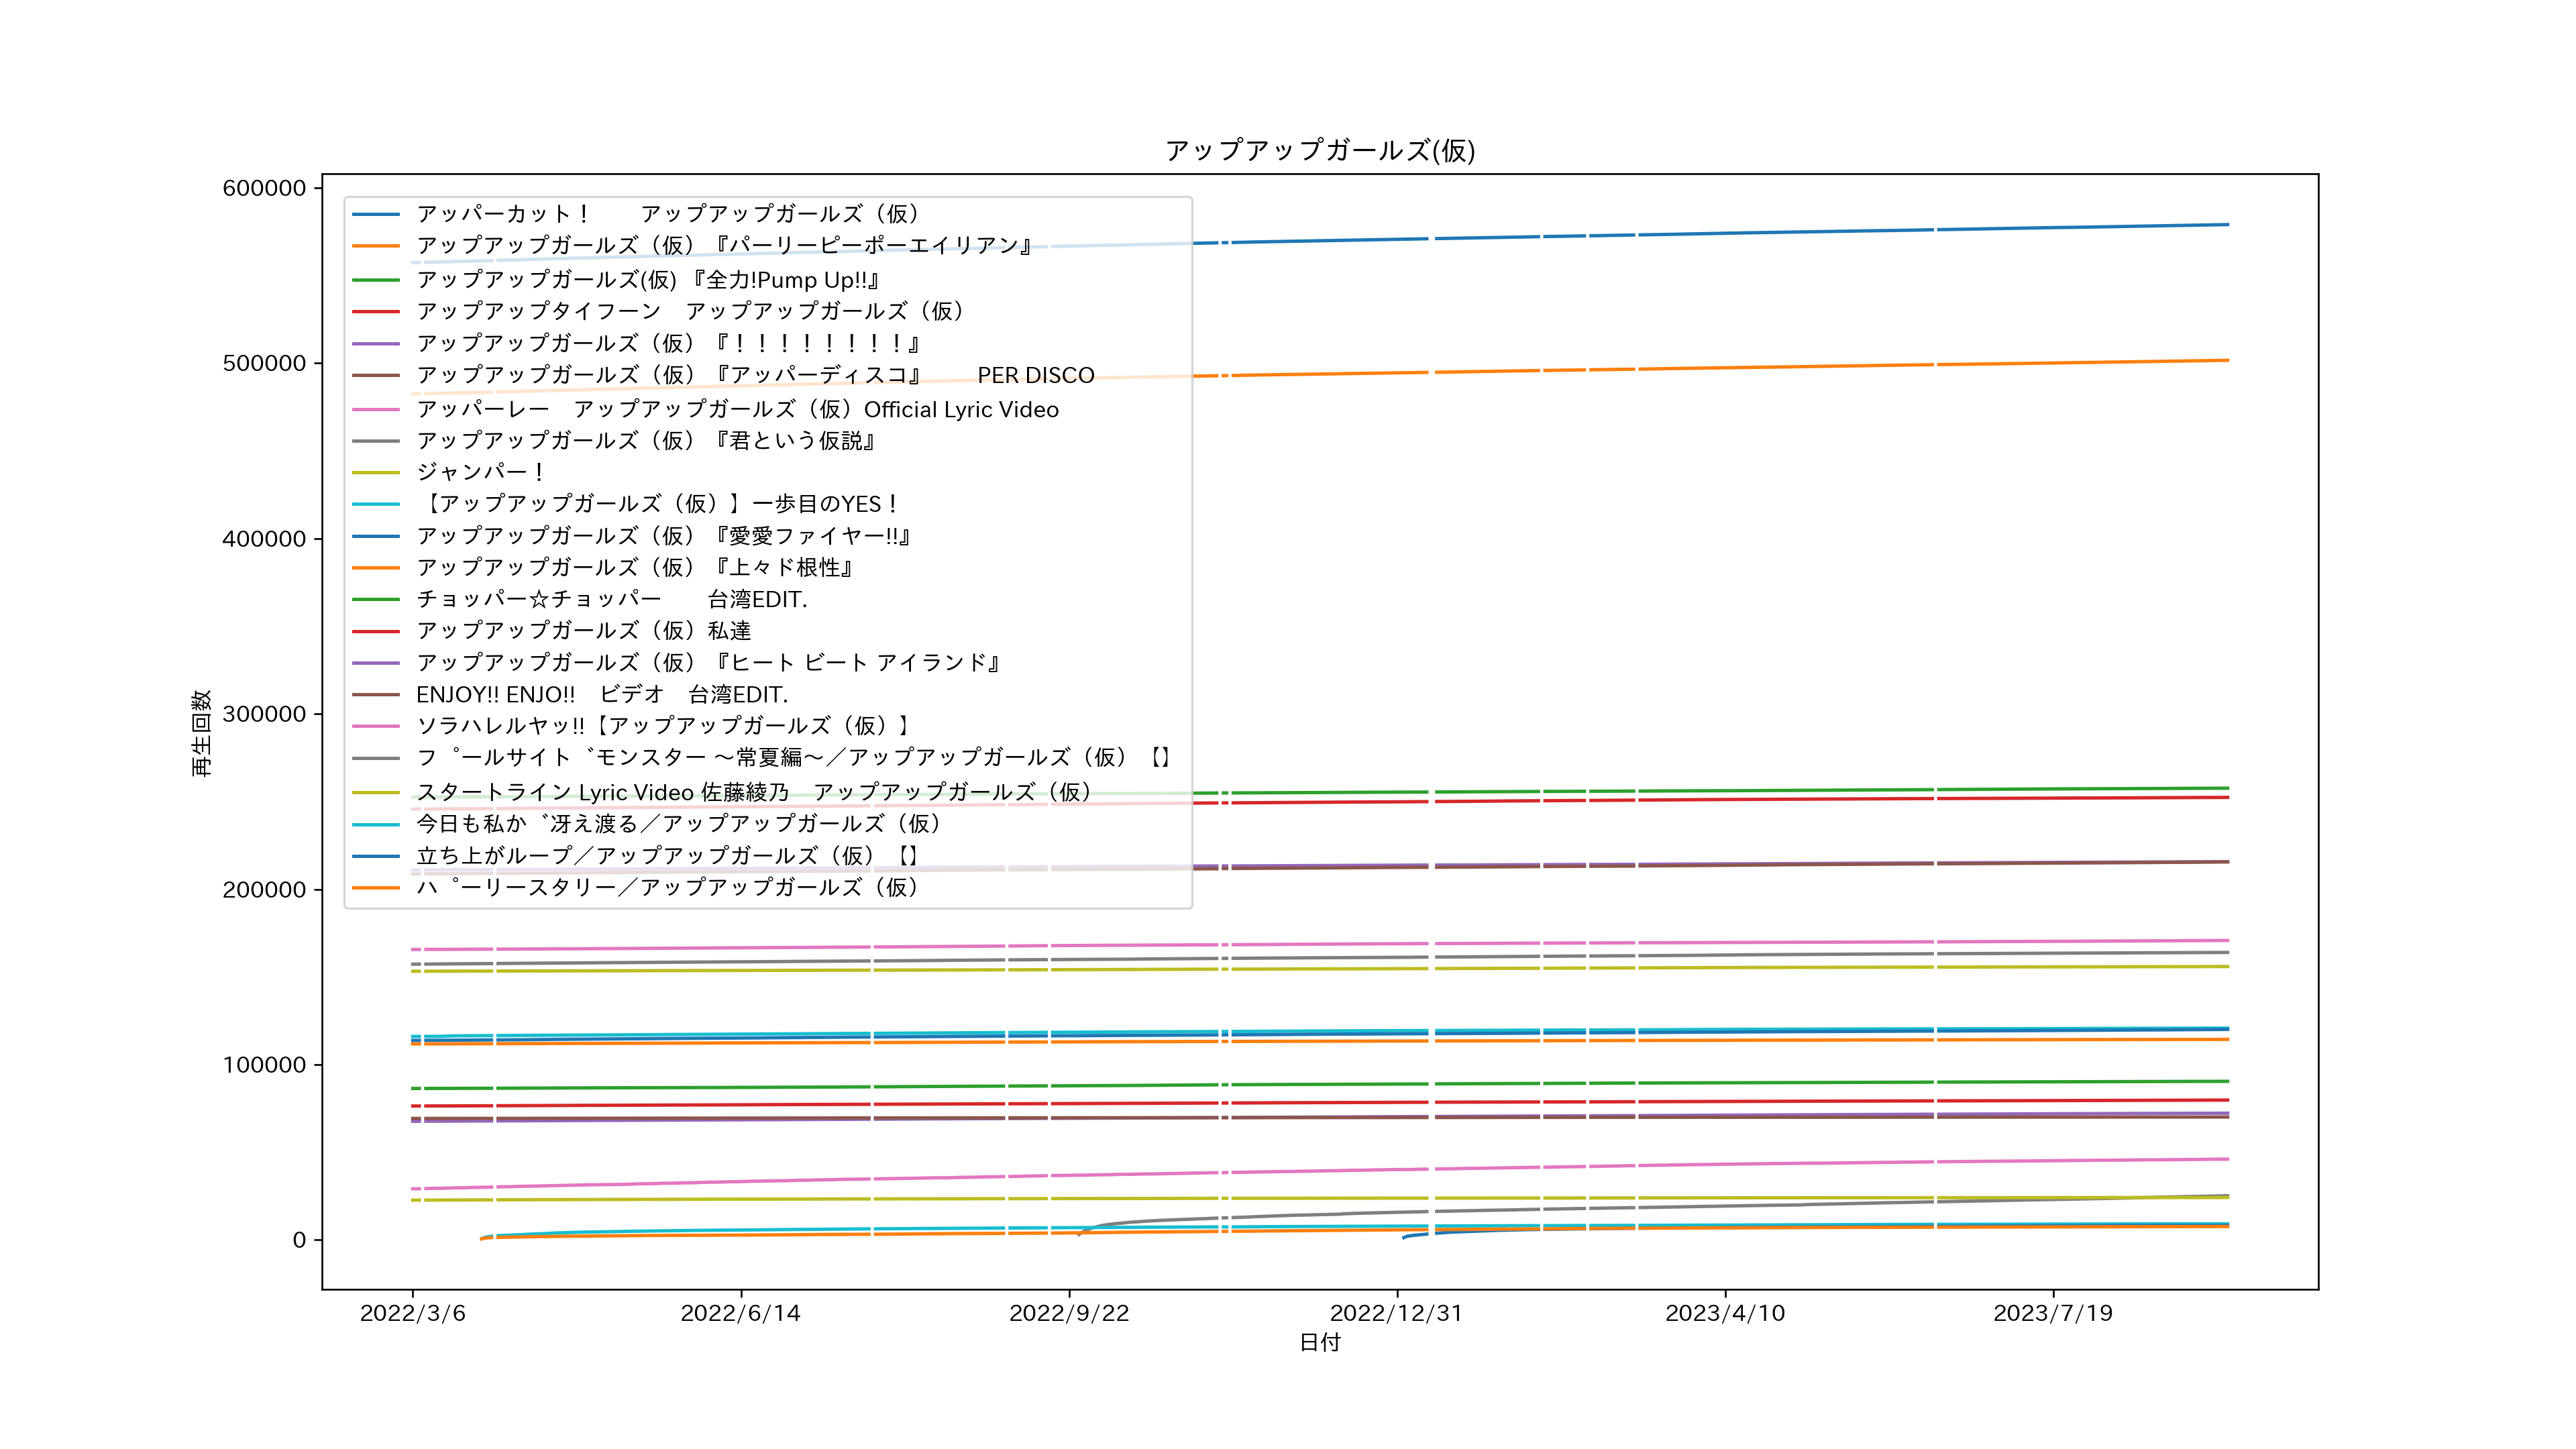 アップアップガールズ(仮)
600000
500000
400000
300000
200000
100000
0
再生回数
アッパーカット！　　アップアップガールズ（仮）
アップアップガールズ（仮）『パーリーピーポーエイリアン』
アップアップガールズ(仮) 『全力!Pump Up!!』
アップアップタイフーン　アップアップガールズ（仮）
アップアップガールズ（仮）『！！！！！！！！』
アップアップガールズ（仮）『アッパーディスコ』　　PER DISCO
アッパーレー　アップアップガールズ（仮）Official Lyric Video
アップアップガールズ（仮）『君という仮説』
ジャンパー！
【アップアップガールズ（仮）】一歩目のYES！
アップアップガールズ（仮）『愛愛ファイヤー!!』
アップアップガールズ（仮）『上々ド根性』
チョッパー☆チョッパー　　台湾EDIT.
アップアップガールズ（仮）私達
アップアップガールズ（仮）『ヒート ビート アイランド』
ENJOY!! ENJO!!　ビデオ　台湾EDIT.
ソラハレルヤッ!!【アップアップガールズ（仮）】
フ゜ールサイト゛モンスター 〜常夏編〜／アップアップガールズ（仮）【】
スタートライン Lyric Video 佐藤綾乃　アップアップガールズ（仮）
今日も私か゛冴え渡る／アップアップガールズ（仮）
立ち上がループ／アップアップガールズ（仮）【】
ハ゜ーリースタリー／アップアップガールズ（仮）
2022/3/6
2022/6/14
2022/9/22
2022/12/31
2023/4/10
2023/7/19
日付